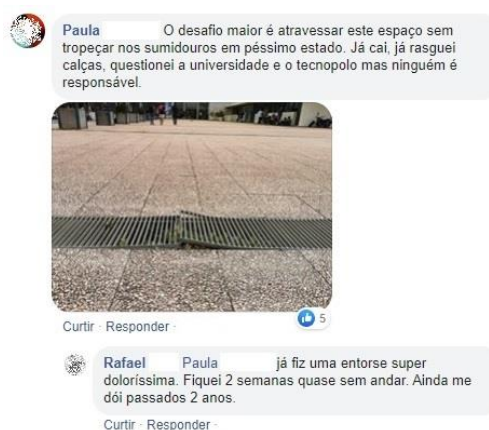 Paula O desafio maior é atravessar este espaço sem
tropeçar nos sumidouros em péssimo estado. Já cai, já rasguei
calças, questionei a universidade e o tecnopolo mas ninguém é
responsável.
5
Curtir · Responder ·
Rafael Paula já fiz uma entorse super
doloríssima. Fiquei 2 semanas quase sem andar. Ainda me
dói passados 2 anos.
Curtir · Responder ·